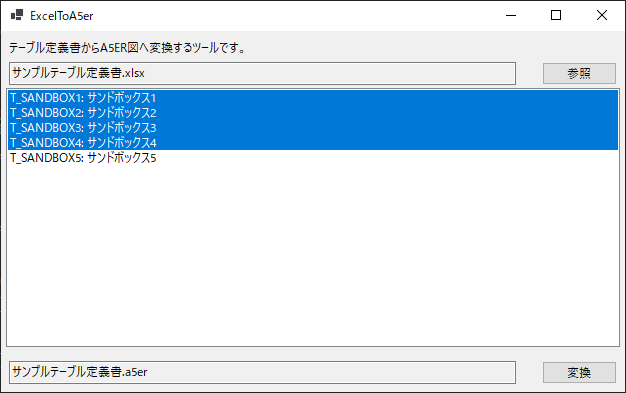 ExcelToA5er
テーブル定義書からA5ER図へ変換するツールです。
サンプルテーブル定義書.xlsx
参照
T_SANDBOX1: サンドボックス1
T_SANDBOX2: サンドボックス2
T_SANDBOX3: サンドボックス3
T_SANDBOX4: サンドボックス4
T_SANDBOX5: サンドボックス5
サンプルテーブル定義書.a5er
変換